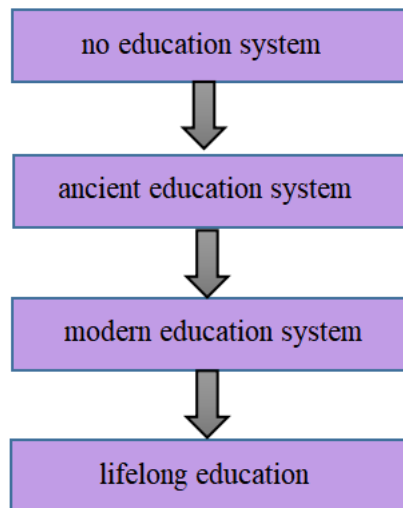 no education system
ancient education system
modern education system
lifelong education